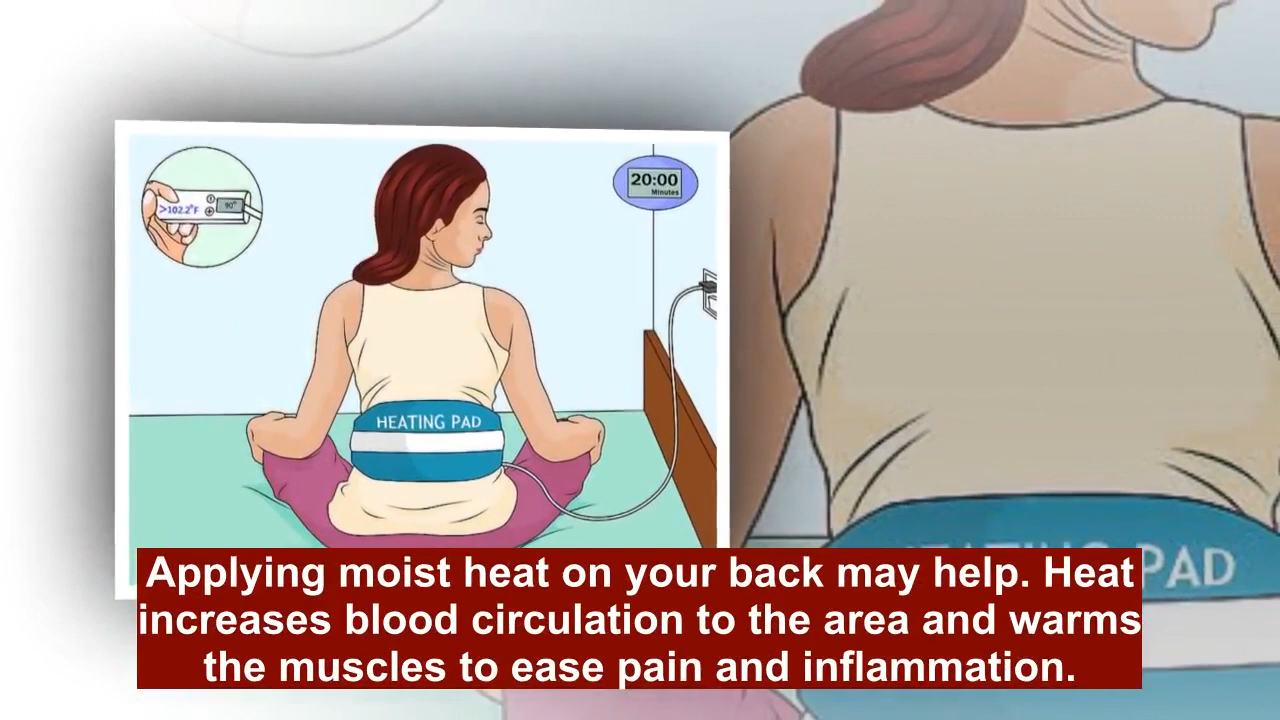 20:00
Minutes
>102.2°F
90°
HEATING PAD
HEATING PAD
Applying moist heat on your back may help. Heat
increases blood circulation to the area and warms
the muscles to ease pain and inflammation.